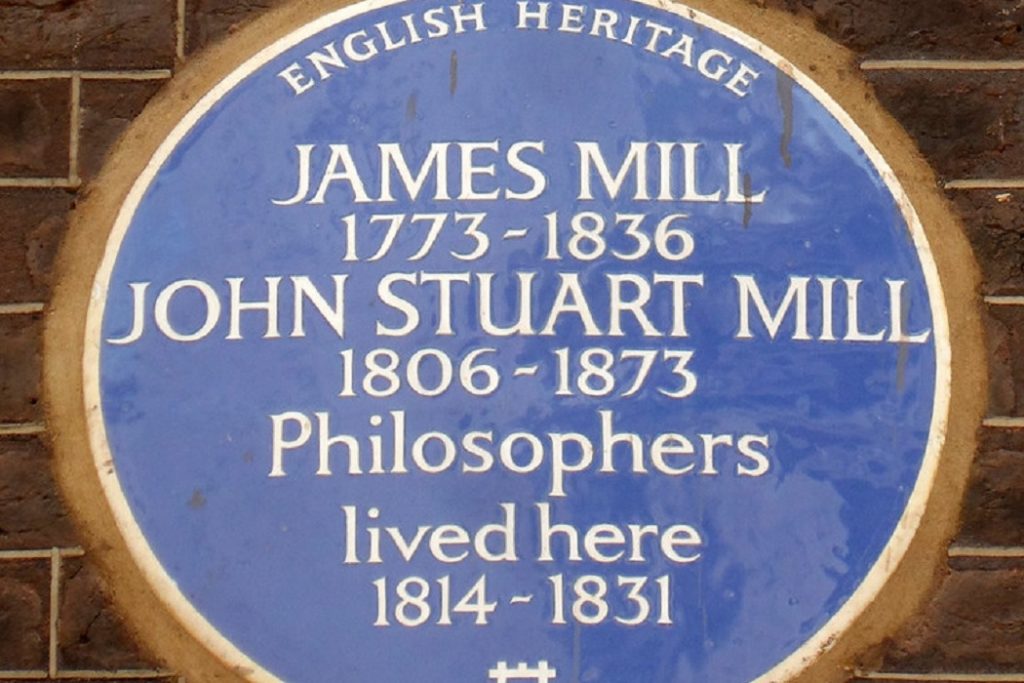 ENGLISH HERITAGE
JAMES MILL
1773-1836
JOHN STUART MILL
1806-1873
Philosophers
lived here
1814-1831